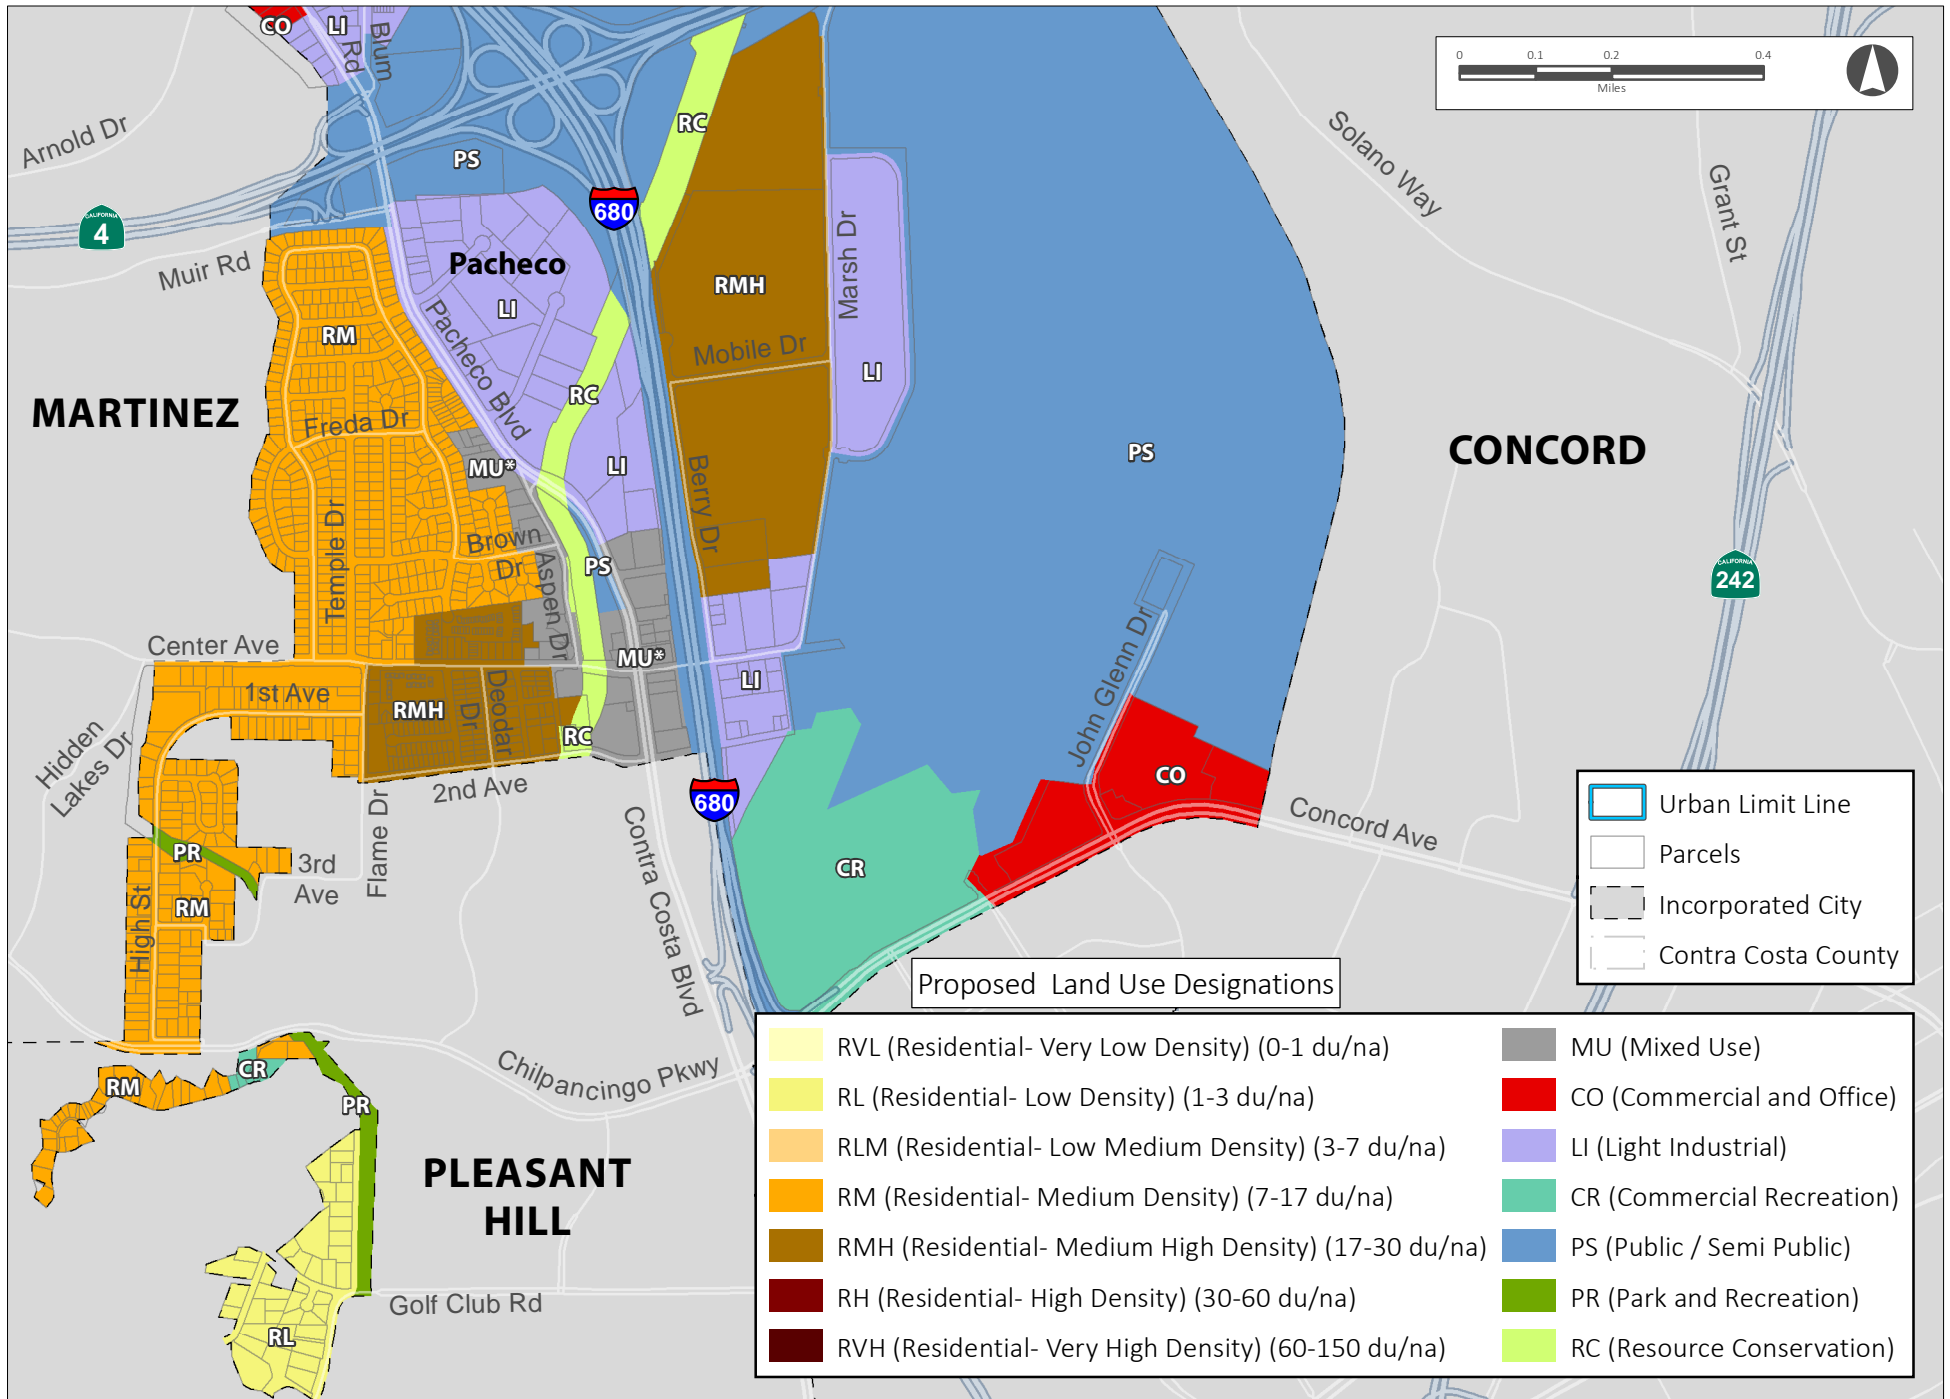 CO
LI
Blum
Rd
0
0.1
0.2
0.4
Miles
Arnold Dr
RC
PS
Solano Way
Grant St
CALIFORNIA
4
Muir Rd
680
Marsh Dr
Pacheco
LI
RMH
RM
Pacheco Blvd
Mobile Dr
LI
RC
MARTINEZ
Freda Dr
MU*
LI
PS
CONCORD
Berry Dr
Temple Dr
Brown
Dr
Aspen Dr
PS
CALIFORNIA
242
Center Ave
MU*
John Glenn Dr
1st Ave
LI
RMH
Deodar
Dr
RC
Hidden
Lakes Dr
2nd Ave
680
CO
Concord Ave
Flame Dr
Contra Costa Blvd
PR
3rd
Ave
CR
High St
RM
Urban Limit Line
Parcels
Incorporated City
Contra Costa County
Proposed Land Use Designations
Chilpancingo Pkwy
CR
RM
PR
PLEASANT
HILL
Golf Club Rd
RL
RVL (Residential- Very Low Density) (0-1 du/na)
RL (Residential- Low Density) (1-3 du/na)
RLM (Residential- Low Medium Density) (3-7 du/na)
RM (Residential- Medium Density) (7-17 du/na)
RMH (Residential- Medium High Density) (17-30 du/na)
RH (Residential- High Density) (30-60 du/na)
RVH (Residential- Very High Density) (60-150 du/na)
MU (Mixed Use)
CO (Commercial and Office)
LI (Light Industrial)
CR (Commercial Recreation)
PS (Public / Semi Public)
PR (Park and Recreation)
RC (Resource Conservation)